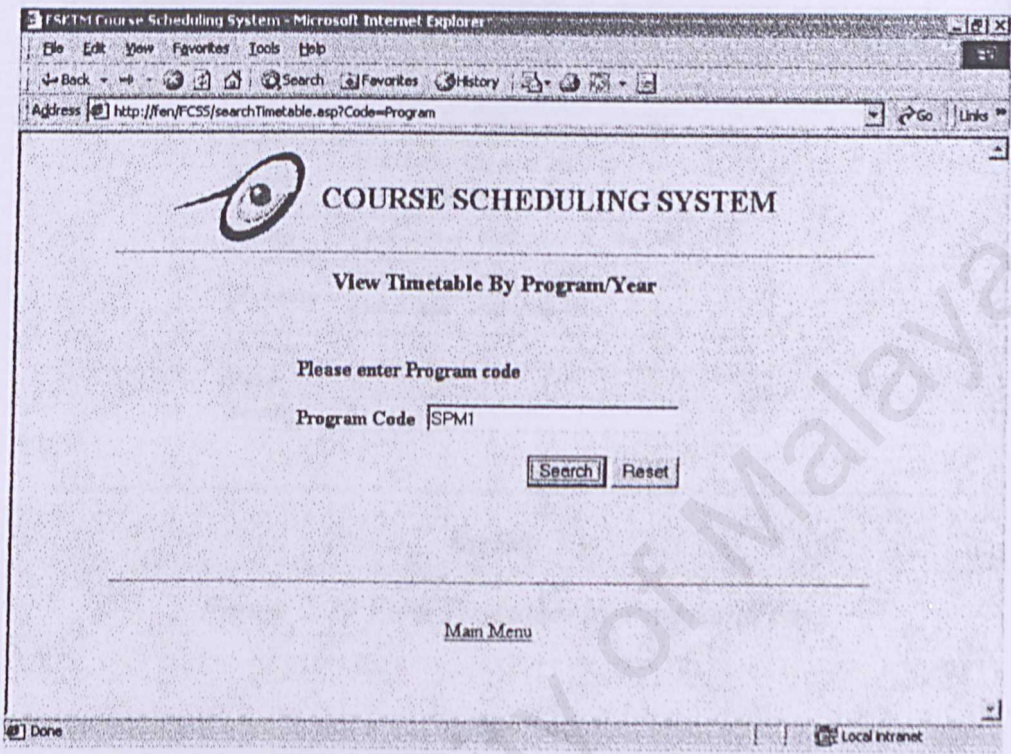 FSKTM Course Scheduling System - Microsoft Internet Explorer
File Edit View Favorites Tools Help
Back Search Favorites History
Address http://fen/FCSS/searchTimetable.asp?Code=Program Go Links »
COURSE SCHEDULING SYSTEM
View Timetable By Program/Year
Please enter Program code
Program Code SPM1
Search Reset
Main Menu
Done Local intranet
of Malaya